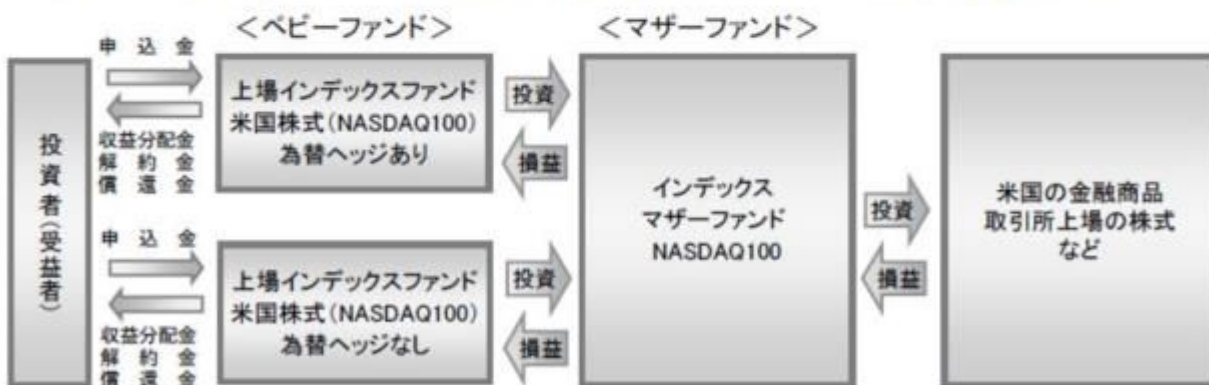 ＜ベビーファンド＞
＜マザーファンド＞
投資者（受益者）
申込金
収益分配金
解約金
償還金
上場インデックスファンド
米国株式（NASDAQ100）
為替ヘッジあり
投資
損益
申込金
収益分配金
解約金
償還金
上場インデックスファンド
米国株式（NASDAQ100）
為替ヘッジなし
投資
損益
インデックス
マザーファンド
NASDAQ100
投資
損益
米国の金融商品
取引所上場の株式
など